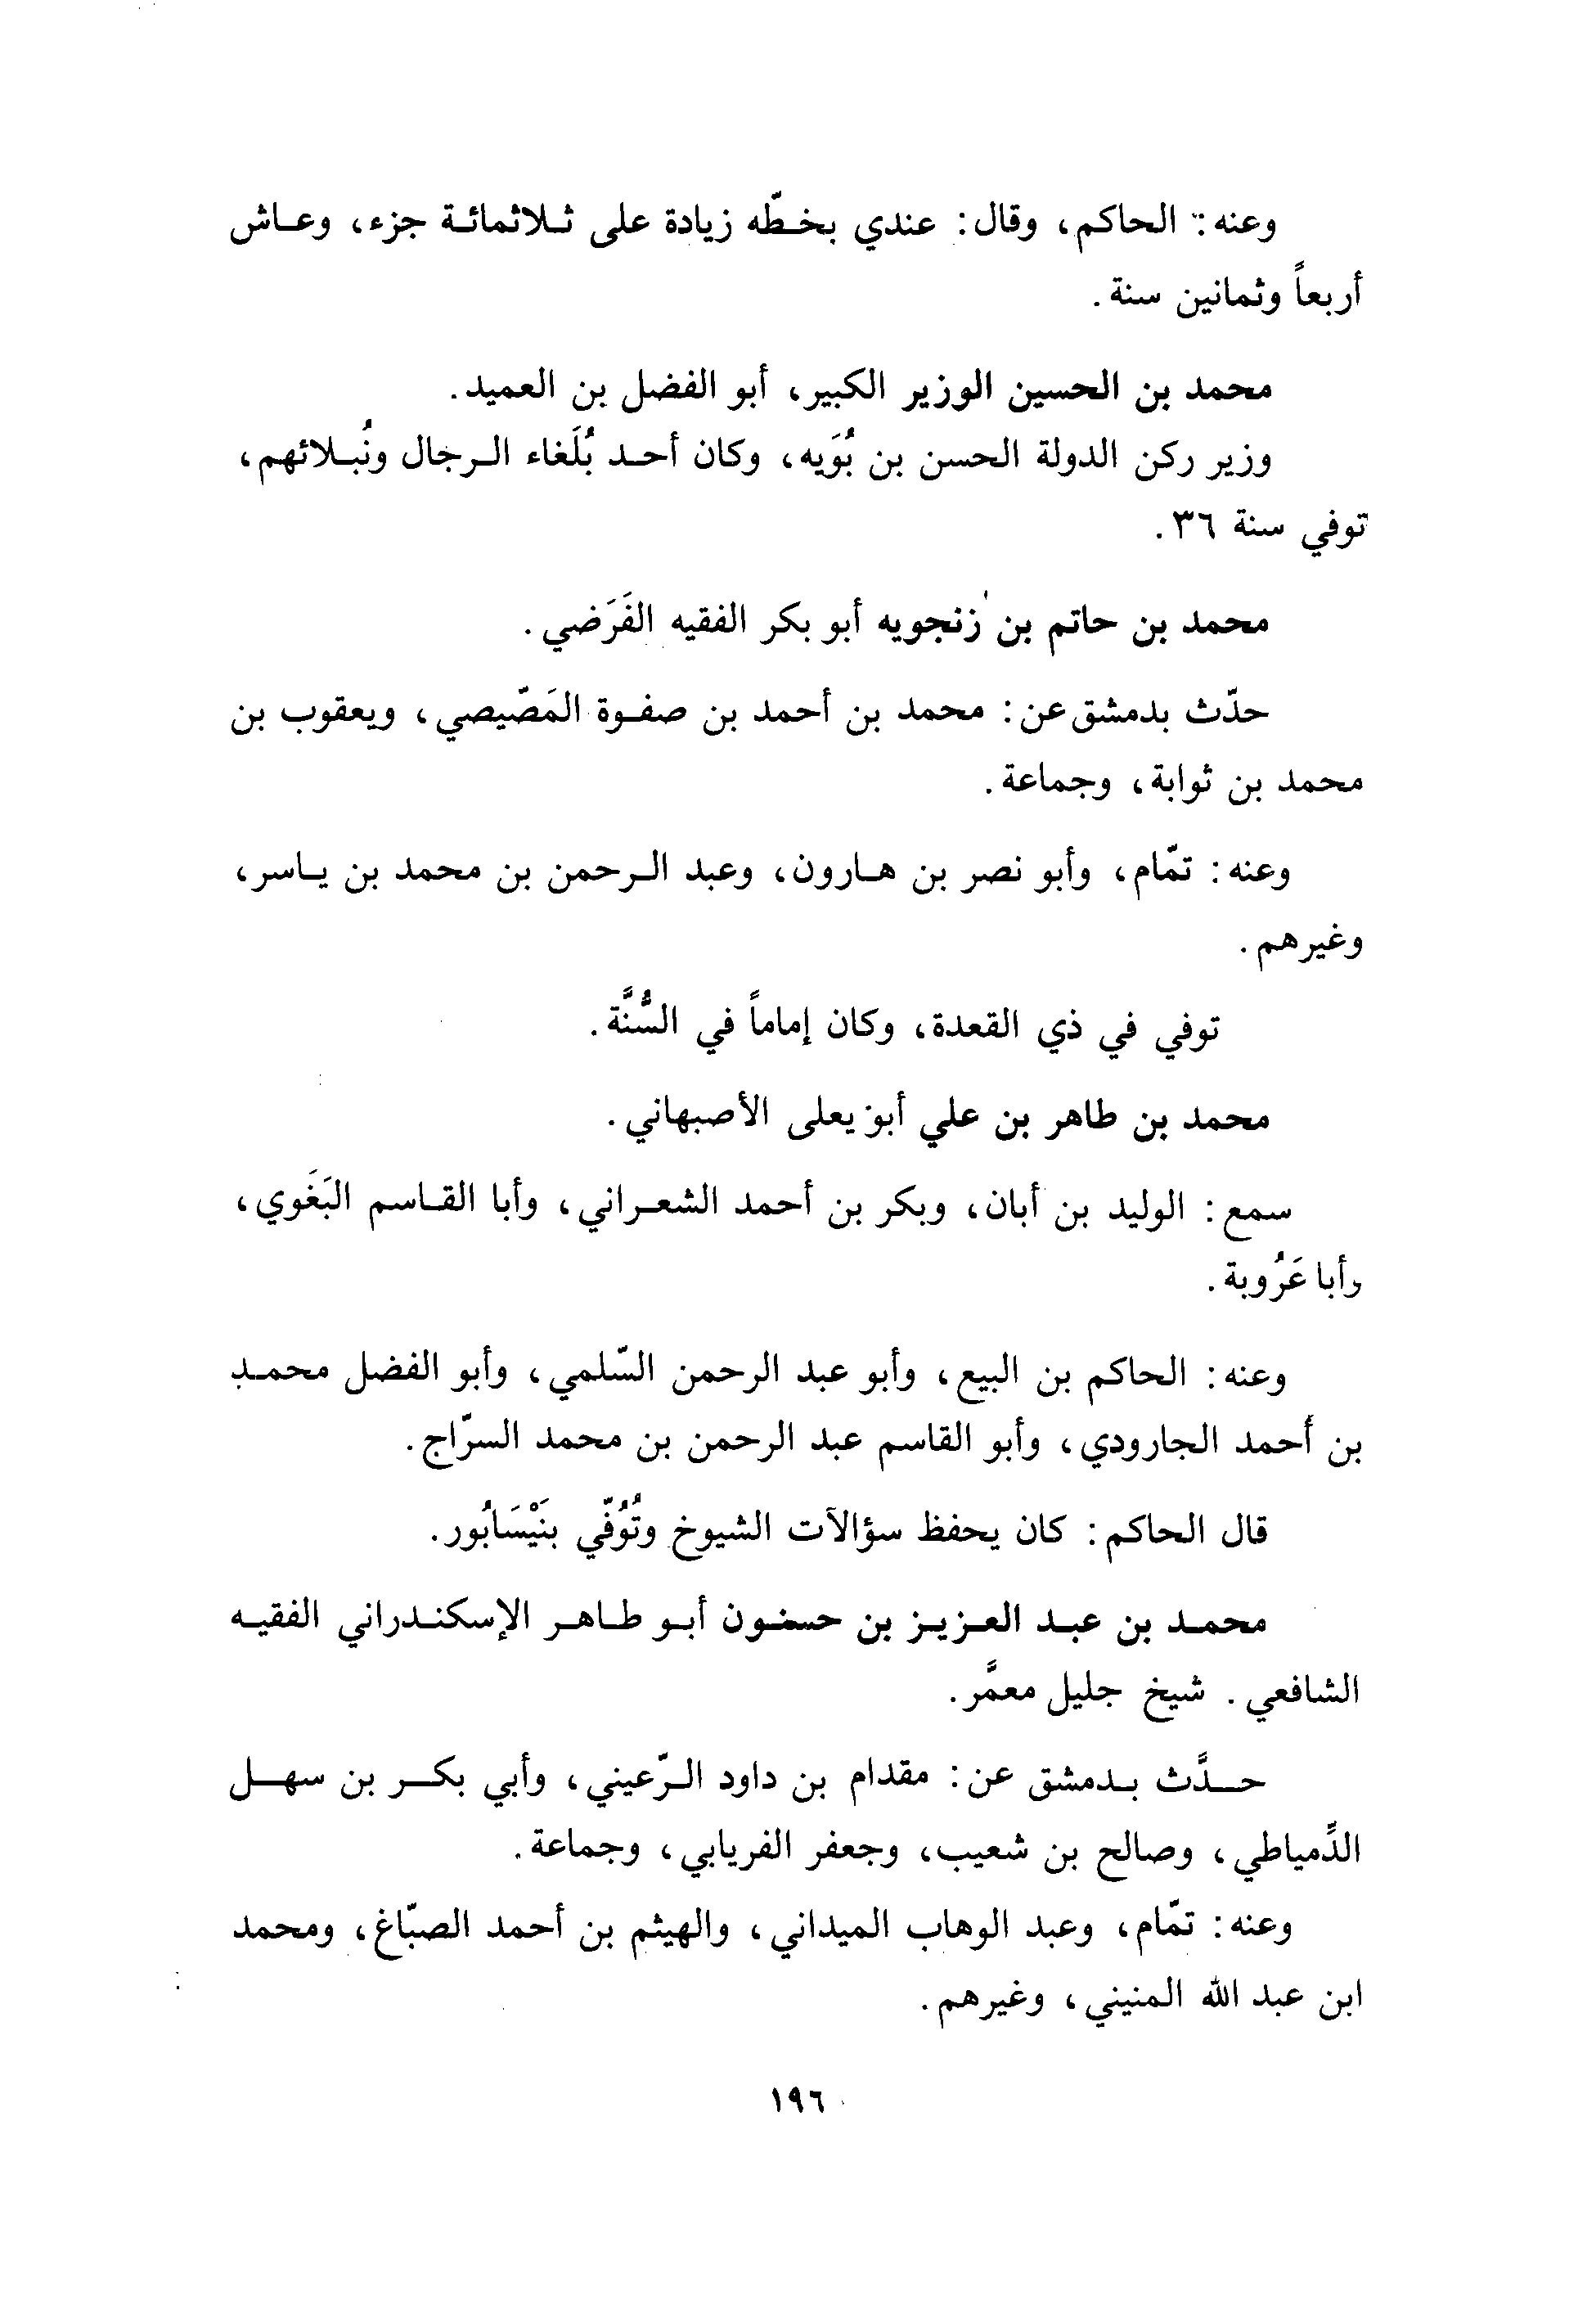 وعنه: الحاكم، وقال: عندي بخطّه زيادة على ثلاثمائة جزء، وعاش
أربعاً وثمانين سنة.
محمد بن الحسين الوزير الكبير، أبو الفضل بن العميد.
وزير ركن الدولة الحسن بن بُوَيه، وكان أحد بُلَغاء الرجال ونُبلائهم،
توفي سنة ٣٦.
محمد بن حاتم بن زنجويه أبو بكر الفقيه الفَرَضي.
حدّث بدمشق عن: محمد بن أحمد بن صفوة المَصّيصي، ويعقوب بن
محمد بن ثوابة، وجماعة.
وعنه: تمّام، وأبو نصر بن هارون، وعبد الرحمن بن محمد بن ياسر،
وغيرهم.
توفي في ذي القعدة، وكان إماماً في السُّنَّة.
محمد بن طاهر بن علي أبو يعلى الأصبهاني.
سمع: الوليد بن أبان، وبكر بن أحمد الشعراني، وأبا القاسم البَغَوي،
وأبا عَرُوبة.
وعنه: الحاكم بن البيع، وأبو عبد الرحمن السّلمي، وأبو الفضل محمد
بن أحمد الجارودي، وأبو القاسم عبد الرحمن بن محمد السرّاج.
قال الحاكم: كان يحفظ سؤالآت الشيوخ وتُوُفّي بنَيْسَابُور.
محمد بن عبد العزيز بن حسنون أبو طاهر الإسكندراني الفقيه
الشافعي. شيخ جليل معمَّر.
حدَّث بدمشق عن: مقدام بن داود الرّعيني، وأبي بكر بن سهل
الدِّمياطي، وصالح بن شعيب، وجعفر الفريابي، وجماعة.
وعنه: تمّام، وعبد الوهاب الميداني، والهيثم بن أحمد الصبّاغ، ومحمد
ابن عبد الله المنيني، وغيرهم.
١٩٦